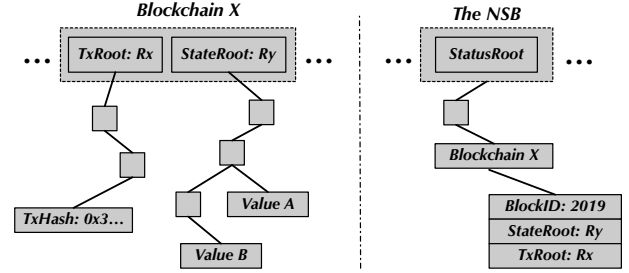 Blockchain X
The NSB
... TxRoot: Rx StateRoot: Ry ...
... StatusRoot ...
Blockchain X
TxHash: 0x3...
Value A
Value B
BlockID: 2019
StateRoot: Ry
TxRoot: Rx